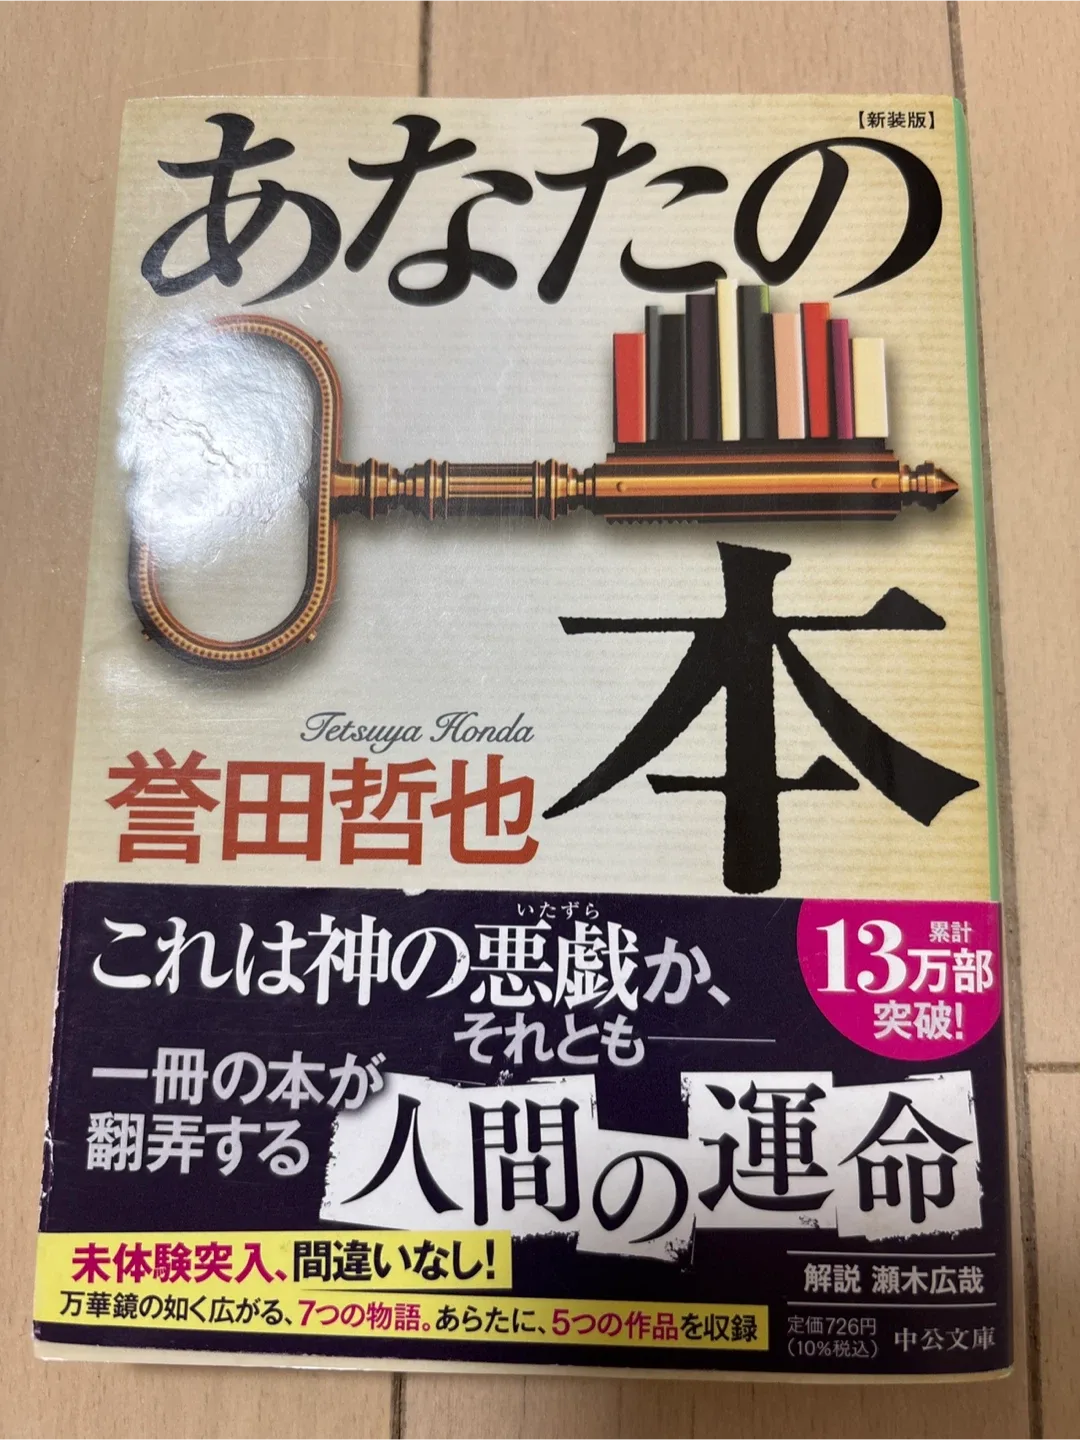 【新装版】
あなたの
本
Tetsuya Honda
誉田哲也
いたずら
これは神の悪戯か、
それとも――
一冊の本が
翻弄する
人間の運命
累計
13万部
突破!
未体験突入、間違いなし!
万華鏡の如く広がる、7つの物語。あらたに、5つの作品を収録
解説 瀬木広哉
定価726円
(10%税込)
中公文庫